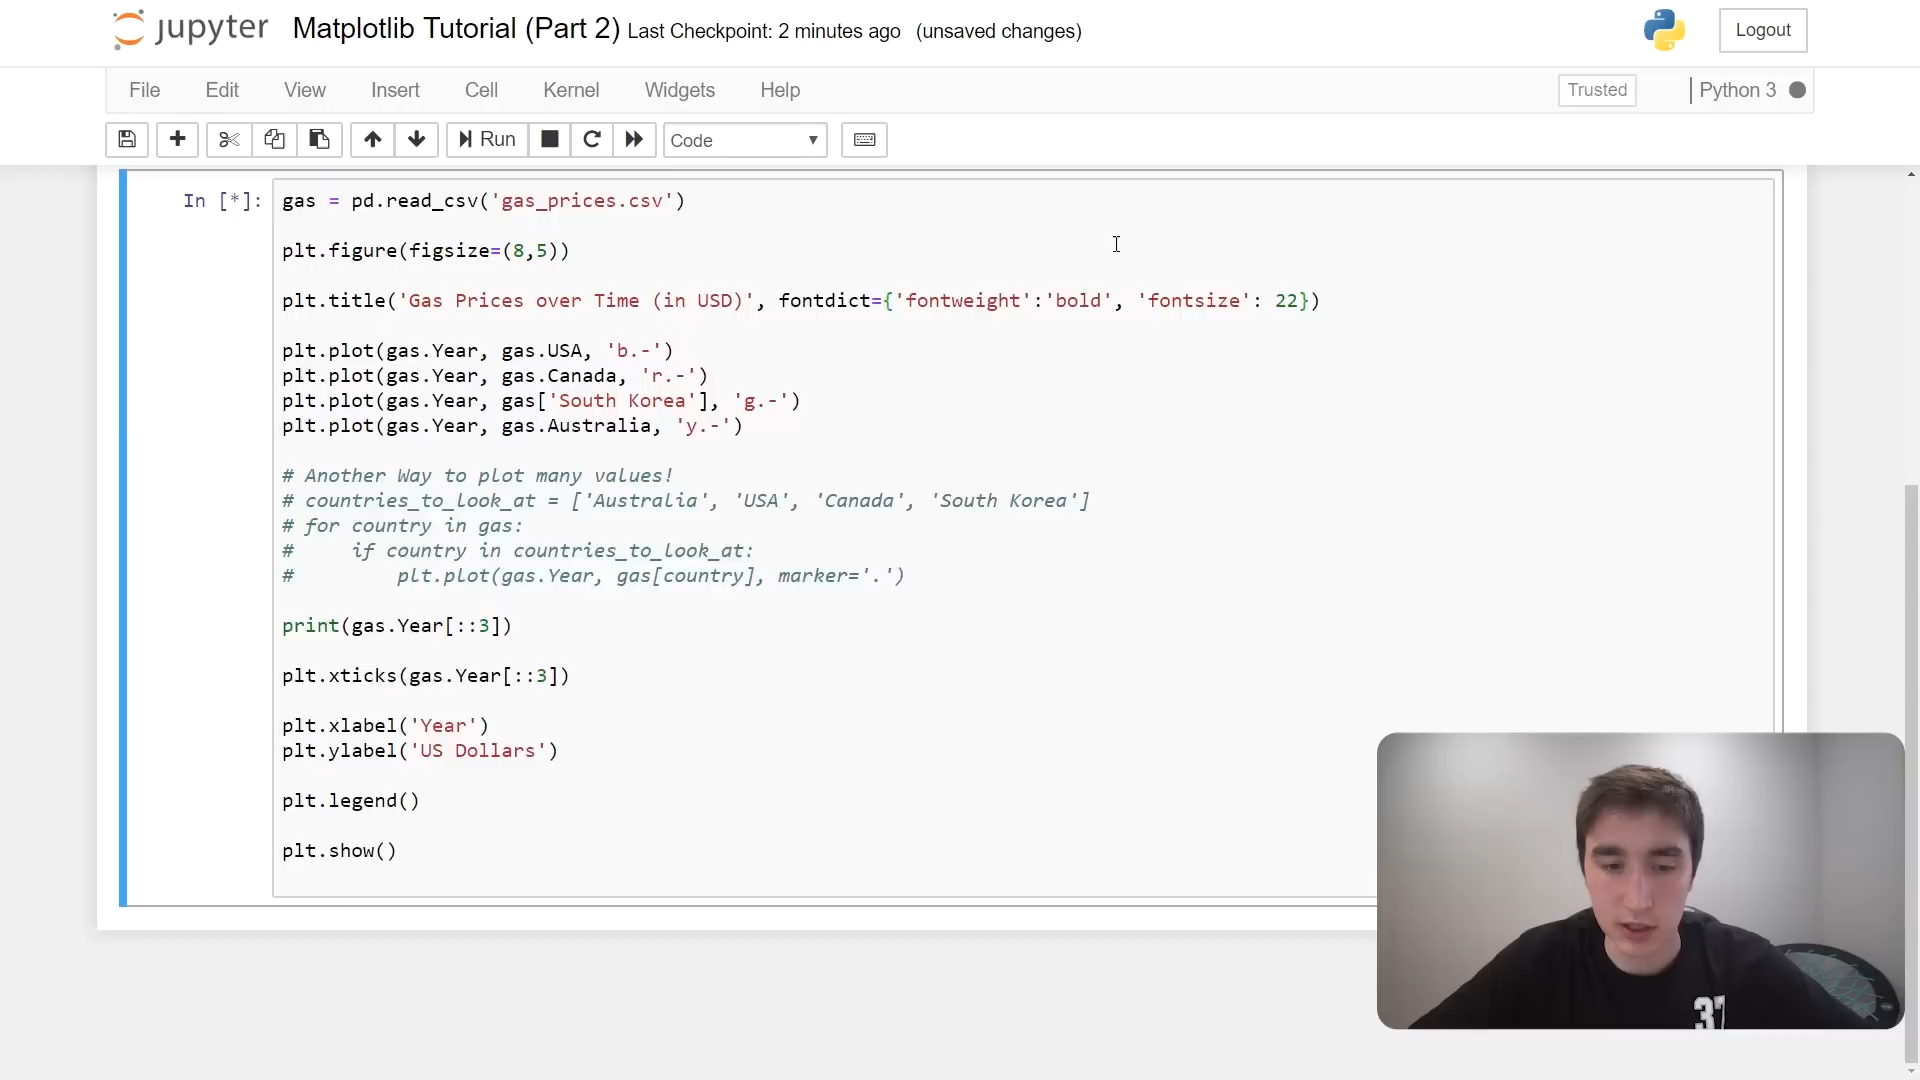 jupyter Matplotlib Tutorial (Part 2) Last Checkpoint: 2 minutes ago (unsaved changes) Logout
File Edit View Insert Cell Kernel Widgets Help Trusted Python 3
Run Code
In [*]: gas = pd.read_csv('gas_prices.csv')
plt.figure(figsize=(8,5))
plt.title('Gas Prices over Time (in USD)', fontdict={'fontweight':'bold', 'fontsize': 22})
plt.plot(gas.Year, gas.USA, 'b.-')
plt.plot(gas.Year, gas.Canada, 'r.-')
plt.plot(gas.Year, gas['South Korea'], 'g.-')
plt.plot(gas.Year, gas.Australia, 'y.-')
# Another Way to plot many values!
# countries_to_look_at = ['Australia', 'USA', 'Canada', 'South Korea']
# for country in gas:
#     if country in countries_to_look_at:
#         plt.plot(gas.Year, gas[country], marker='.')
print(gas.Year[::3])
plt.xticks(gas.Year[::3])
plt.xlabel('Year')
plt.ylabel('US Dollars')
plt.legend()
plt.show()
37